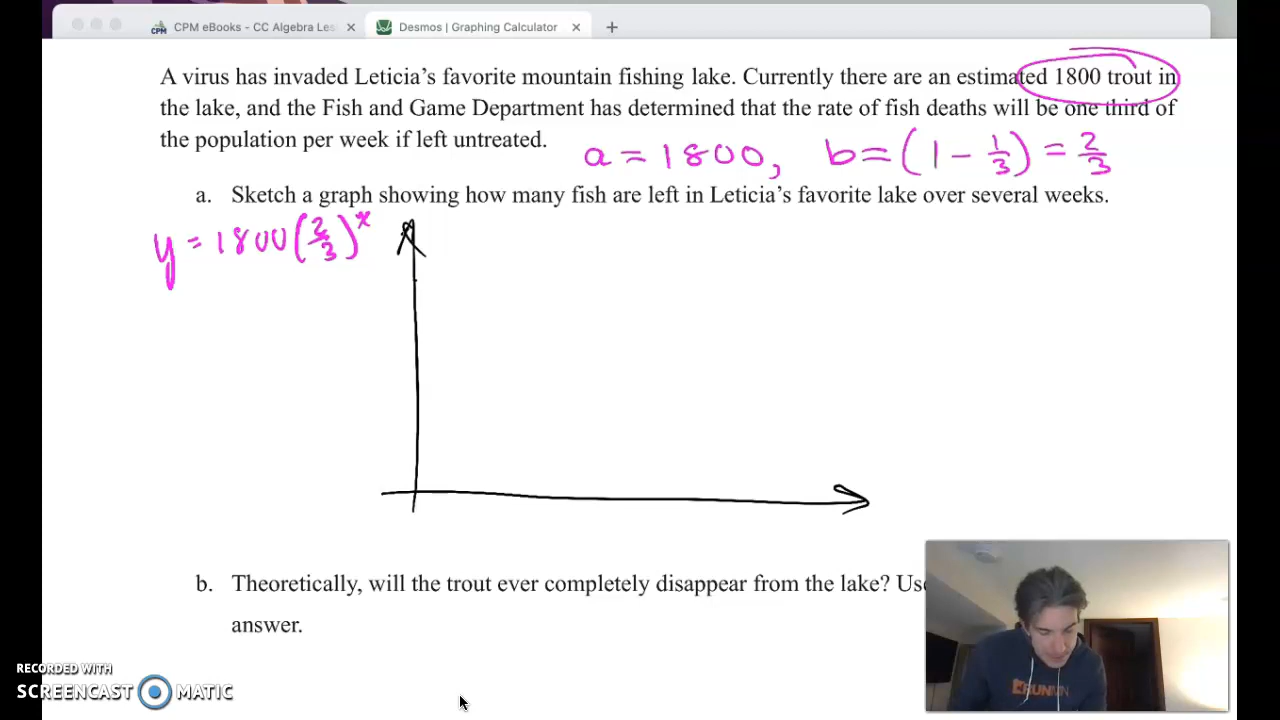 CPM eBooks - CC Algebra Les
Desmos | Graphing Calculator
A virus has invaded Leticia's favorite mountain fishing lake. Currently there are an estimated 1800 trout in
the lake, and the Fish and Game Department has determined that the rate of fish deaths will be one third of
the population per week if left untreated.
a = 1800, b = (1 - 1/3) = 2/3
a. Sketch a graph showing how many fish are left in Leticia's favorite lake over several weeks.
y = 1800(2/3)^x
b. Theoretically, will the trout ever completely disappear from the lake? Use
answer.
RECORDED WITH
SCREENCAST MATIC